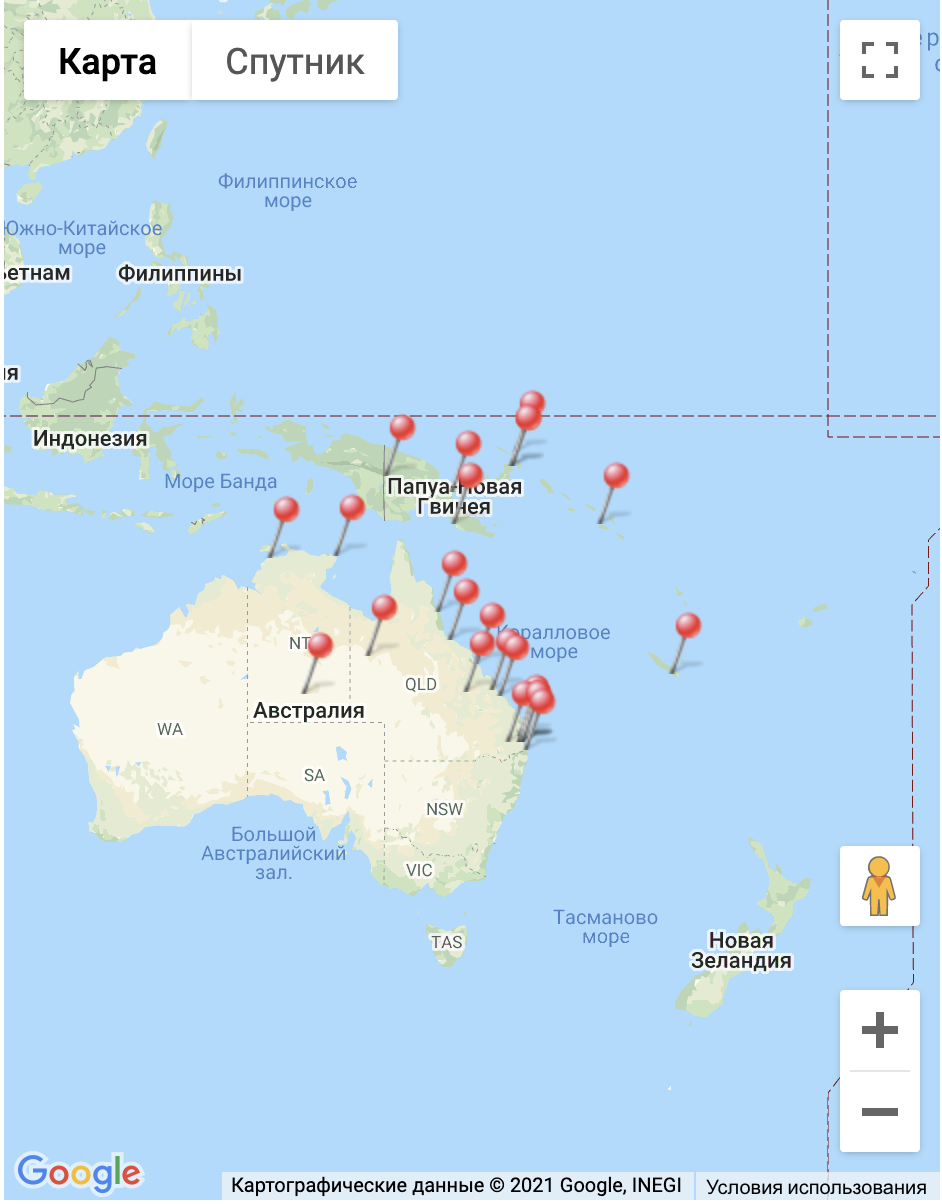 Карта
Спутник
Филиппинское
море
Южно-Китайское
море
Филиппины
Индонезия
Море Банда
Папуа-Новая
Гвинея
Коралловое
море
NT
QLD
Австралия
WA
SA
NSW
Большой
Австралийский
зал.
VIC
TAS
Тасманово
море
Новая
Зеландия
Google
Картографические данные © 2021 Google, INEGI
Условия использования